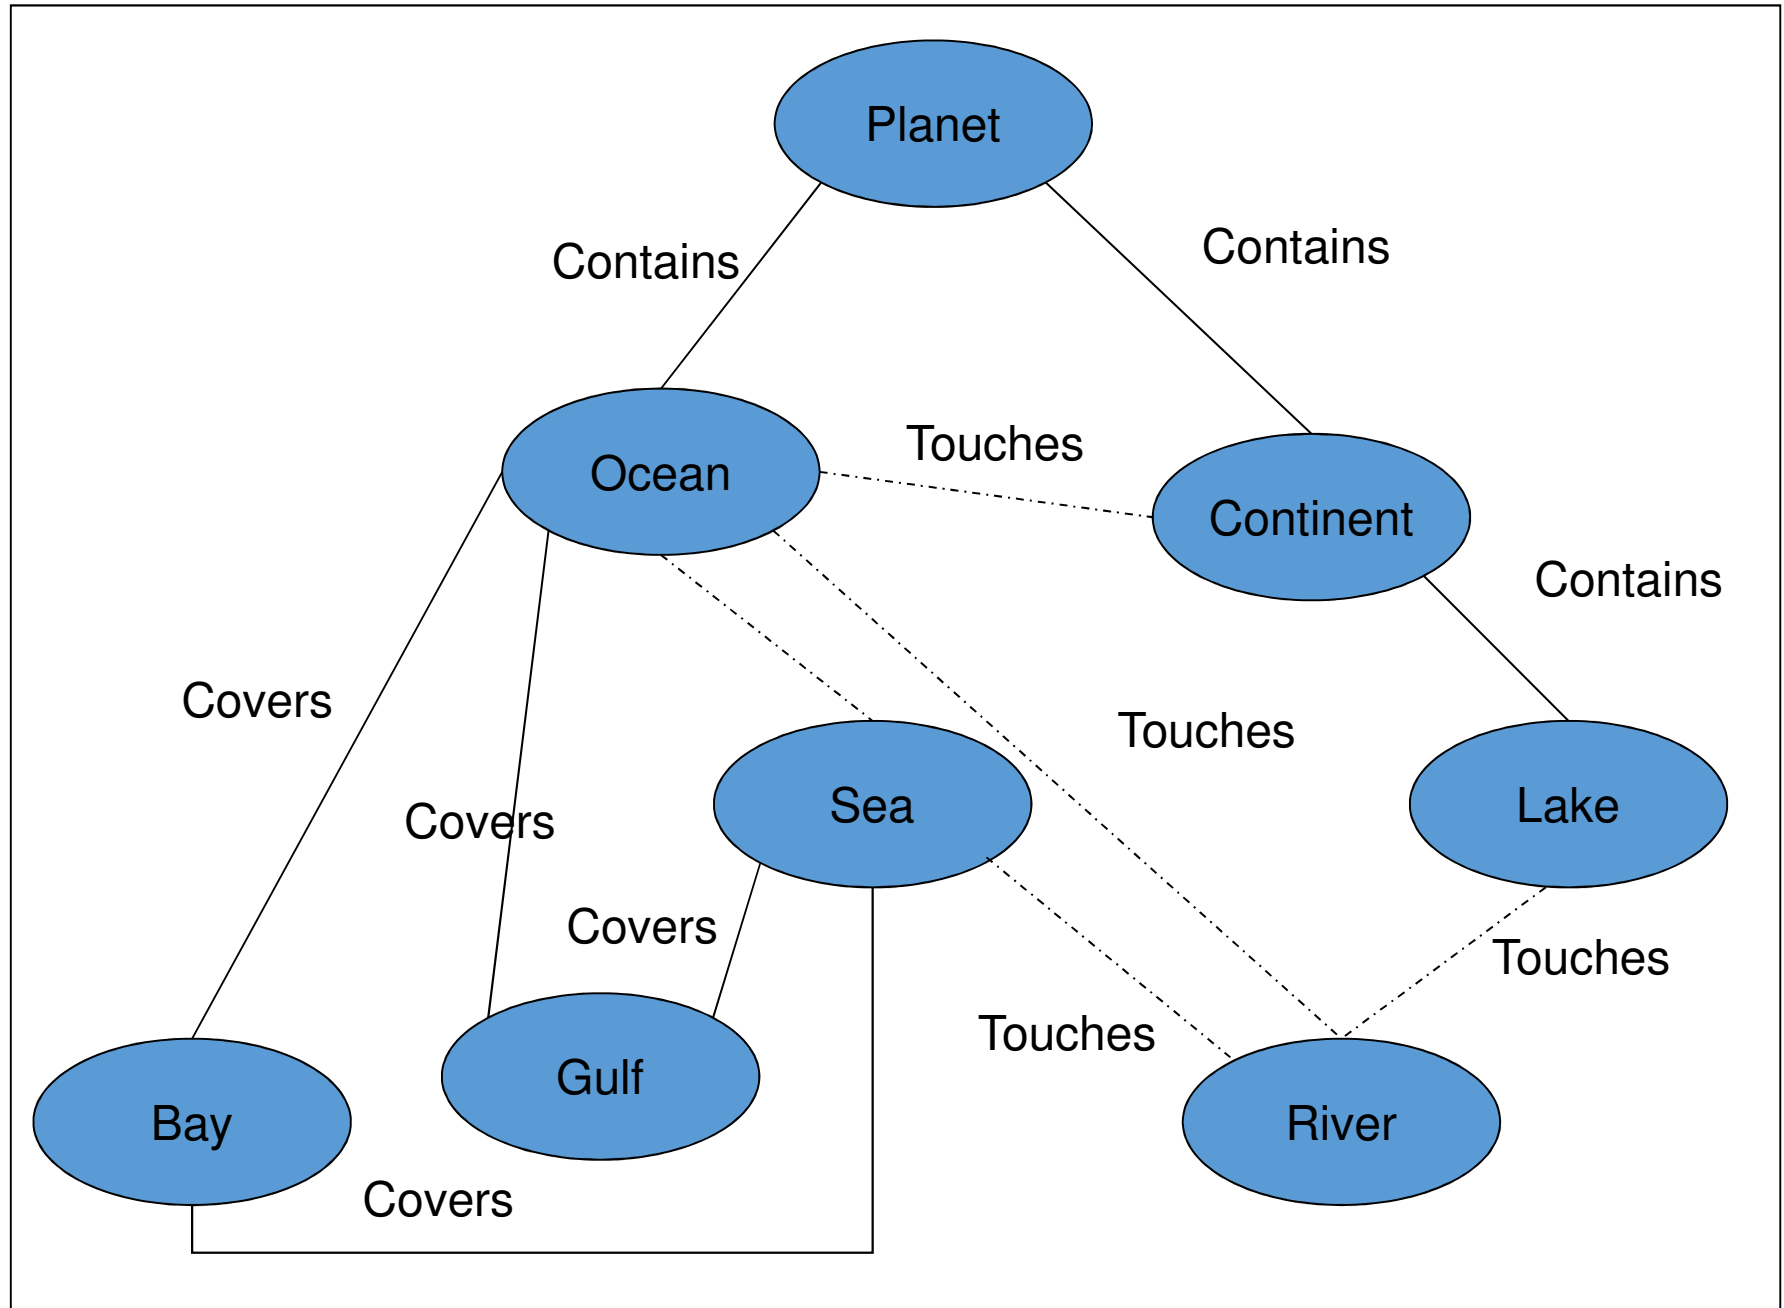 Planet
Contains
Contains
Touches
Ocean
Continent
Contains
Covers
Touches
Sea
Lake
Covers
Covers
Touches
Touches
Gulf
Bay
River
Covers